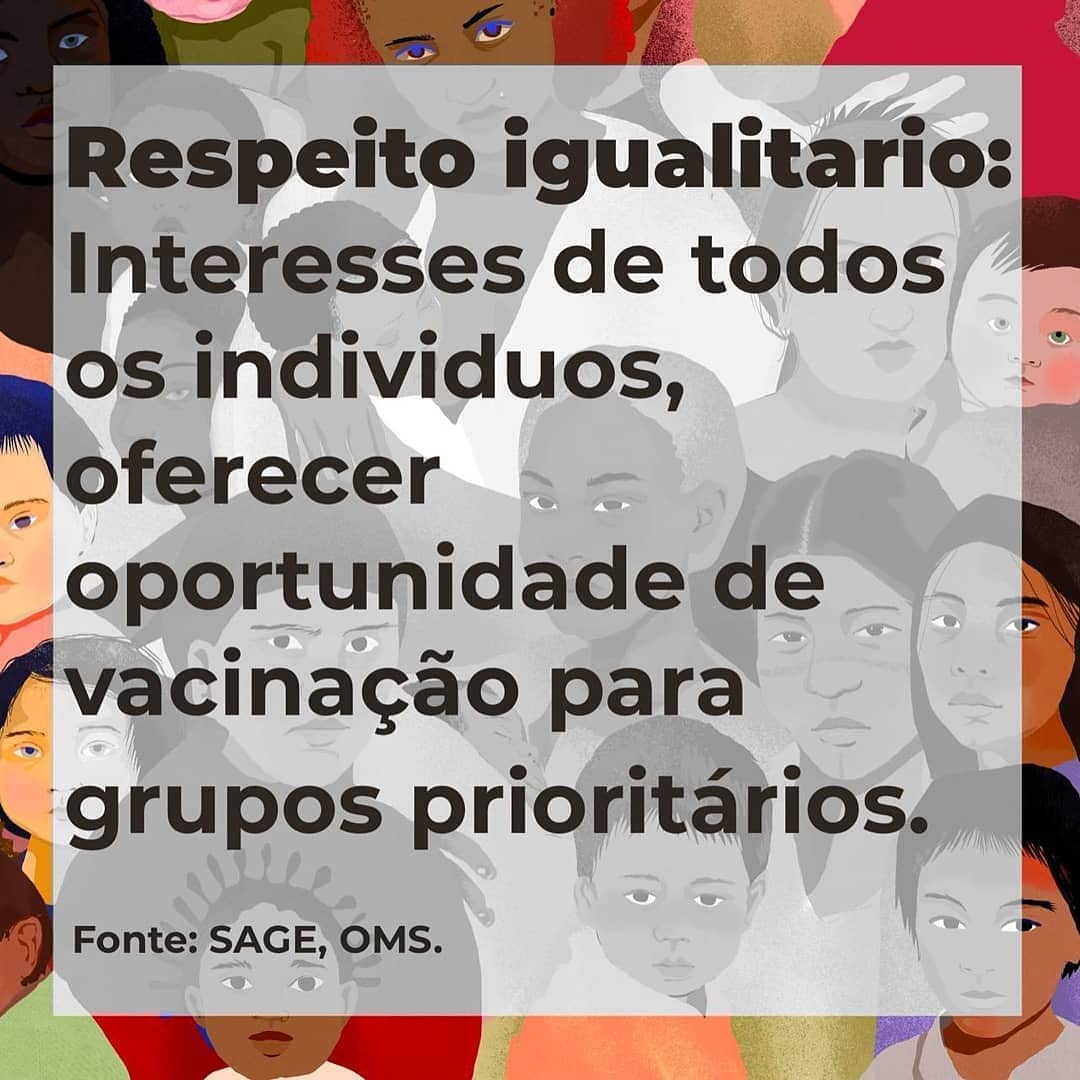 Respeito igualitario:
Interesses de todos
os individuos,
oferecer
oportunidade de
vacinação para
grupos prioritários.
Fonte: SAGE, OMS.